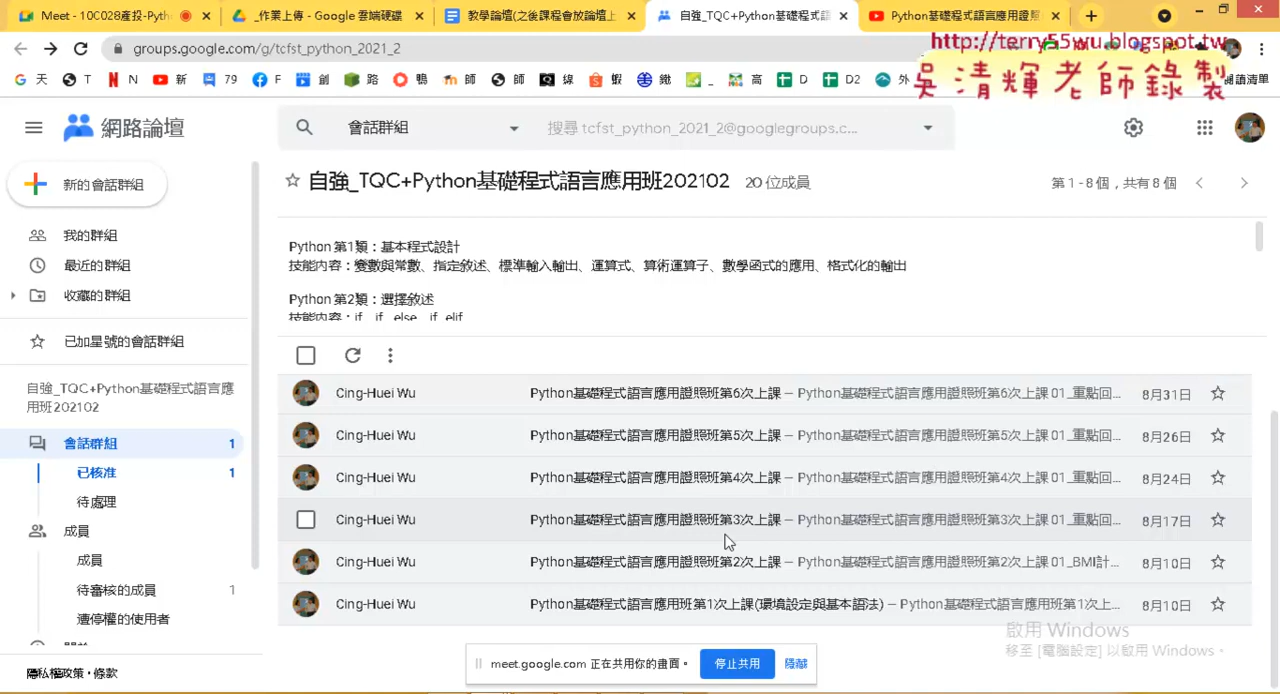 Meet - 10C028產投-Pyth
_作業上傳 - Google 雲端硬碟
教學論壇(之後課程會放論壇上
自強_TQC+Python基礎程式語言
Python基礎程式語言應用證照
groups.google.com/g/tcfst_python_2021_2
http://terry55wu.blogspot.tw
吳清輝老師錄製
天 T N 新 79 F 創 路 鴨 師 師 線 蝦 鐵 _ 高 D D2 外 閱讀清單
網路論壇
會話群組
搜尋 tcfst_python_2021_2@googlegroups.c...
新的會話群組
自強_TQC+Python基礎程式語言應用班202102
20 位成員
第 1 - 8 個，共有 8 個
我的群組
最近的群組
收藏的群組
已加星號的會話群組
自強_TQC+Python基礎程式語言應
用班202102
會話群組 1
已核准 1
待處理
成員
成員
待審核的成員 1
遭停權的使用者
隱私權政策・條款
Python 第1類：基本程式設計
技能內容：變數與常數、指定敘述、標準輸入輸出、運算式、算術運算子、數學函式的應用、格式化的輸出
Python 第2類：選擇敘述
技能內容：if、if...else、if...elif
Cing-Huei Wu Python基礎程式語言應用證照班第6次上課 – Python基礎程式語言應用證照班第6次上課 01_重點回... 8月31日
Cing-Huei Wu Python基礎程式語言應用證照班第5次上課 – Python基礎程式語言應用證照班第5次上課 01_重點回... 8月26日
Cing-Huei Wu Python基礎程式語言應用證照班第4次上課 – Python基礎程式語言應用證照班第4次上課 01_重點回... 8月24日
Cing-Huei Wu Python基礎程式語言應用證照班第3次上課 – Python基礎程式語言應用證照班第3次上課 01_重點回... 8月17日
Cing-Huei Wu Python基礎程式語言應用證照班第2次上課 – Python基礎程式語言應用證照班第2次上課 01_BMI計... 8月10日
Cing-Huei Wu Python基礎程式語言應用班第1次上課(環境設定與基本語法) – Python基礎程式語言應用班第1次上... 8月10日
啟用 Windows
移至 [電腦設定] 以啟用 Windows。
meet.google.com 正在共用你的畫面。
停止共用
隱藏